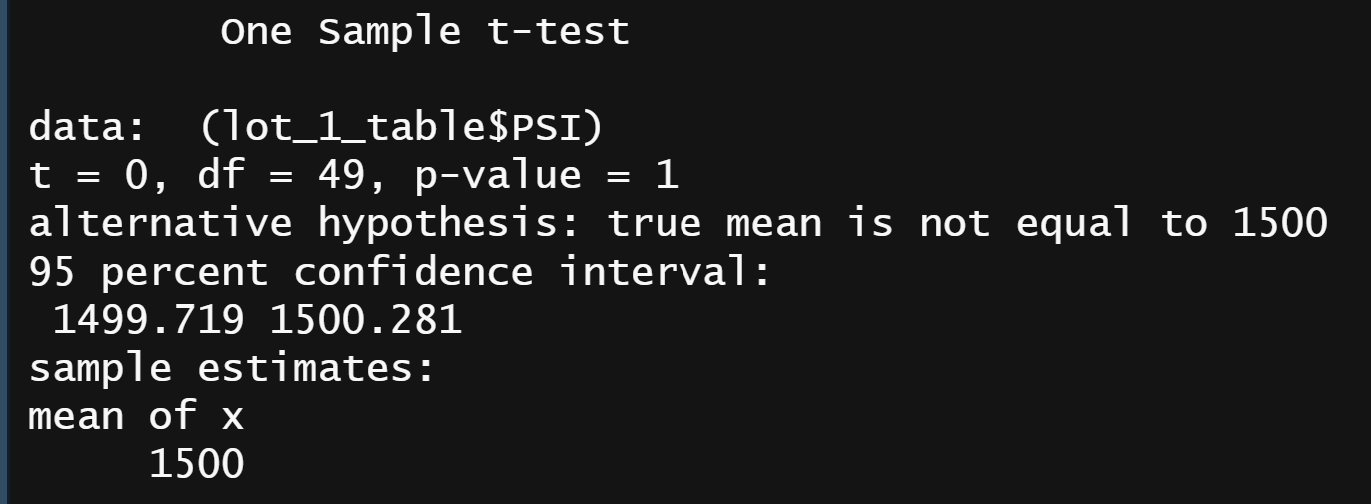 One Sample t-test
data:  (lot_1_table$PSI)
t = 0, df = 49, p-value = 1
alternative hypothesis: true mean is not equal to 1500
95 percent confidence interval:
1499.719 1500.281
sample estimates:
mean of x
1500